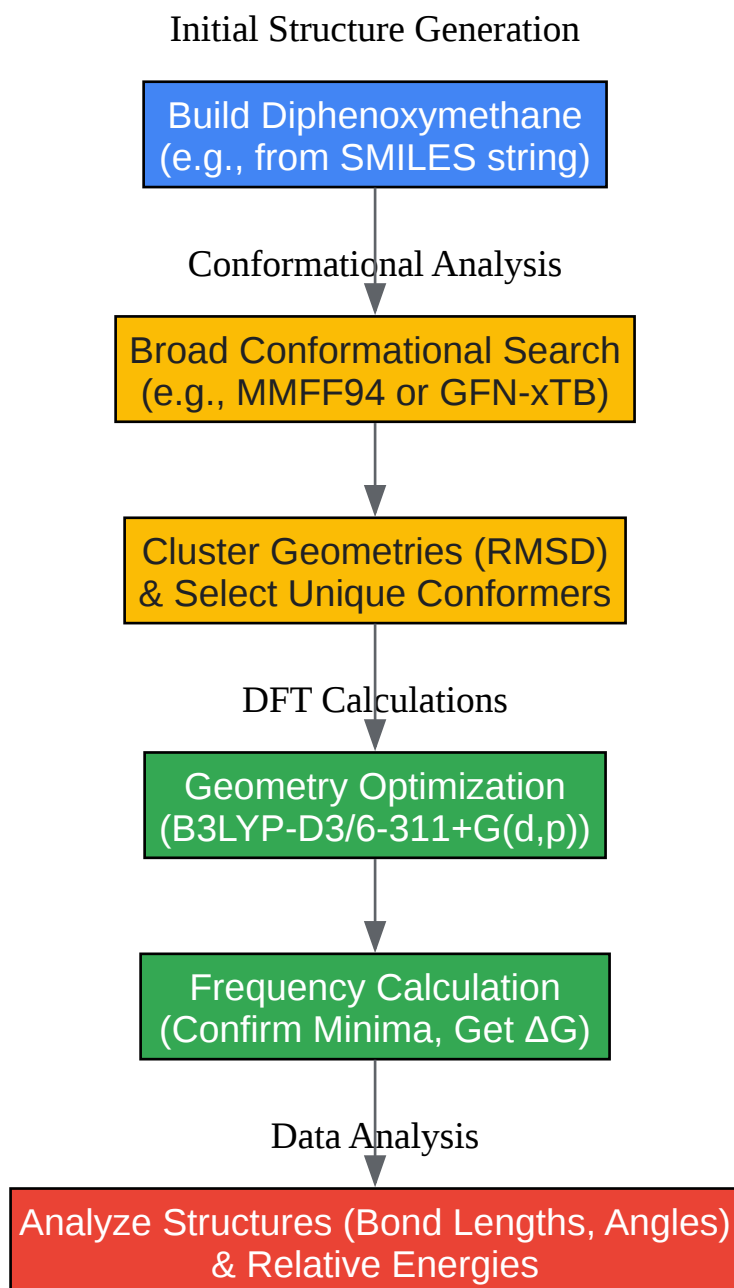 Initial Structure Generation
Build Diphenoxymethane
(e.g., from SMILES string)
Conformational Analysis
Broad Conformational Search
(e.g., MMFF94 or GFN-xTB)
Cluster Geometries (RMSD)
& Select Unique Conformers
DFT Calculations
Geometry Optimization
(B3LYP-D3/6-311+G(d,p))
Frequency Calculation
(Confirm Minima, Get ΔG)
Data Analysis
Analyze Structures (Bond Lengths, Angles)
& Relative Energies